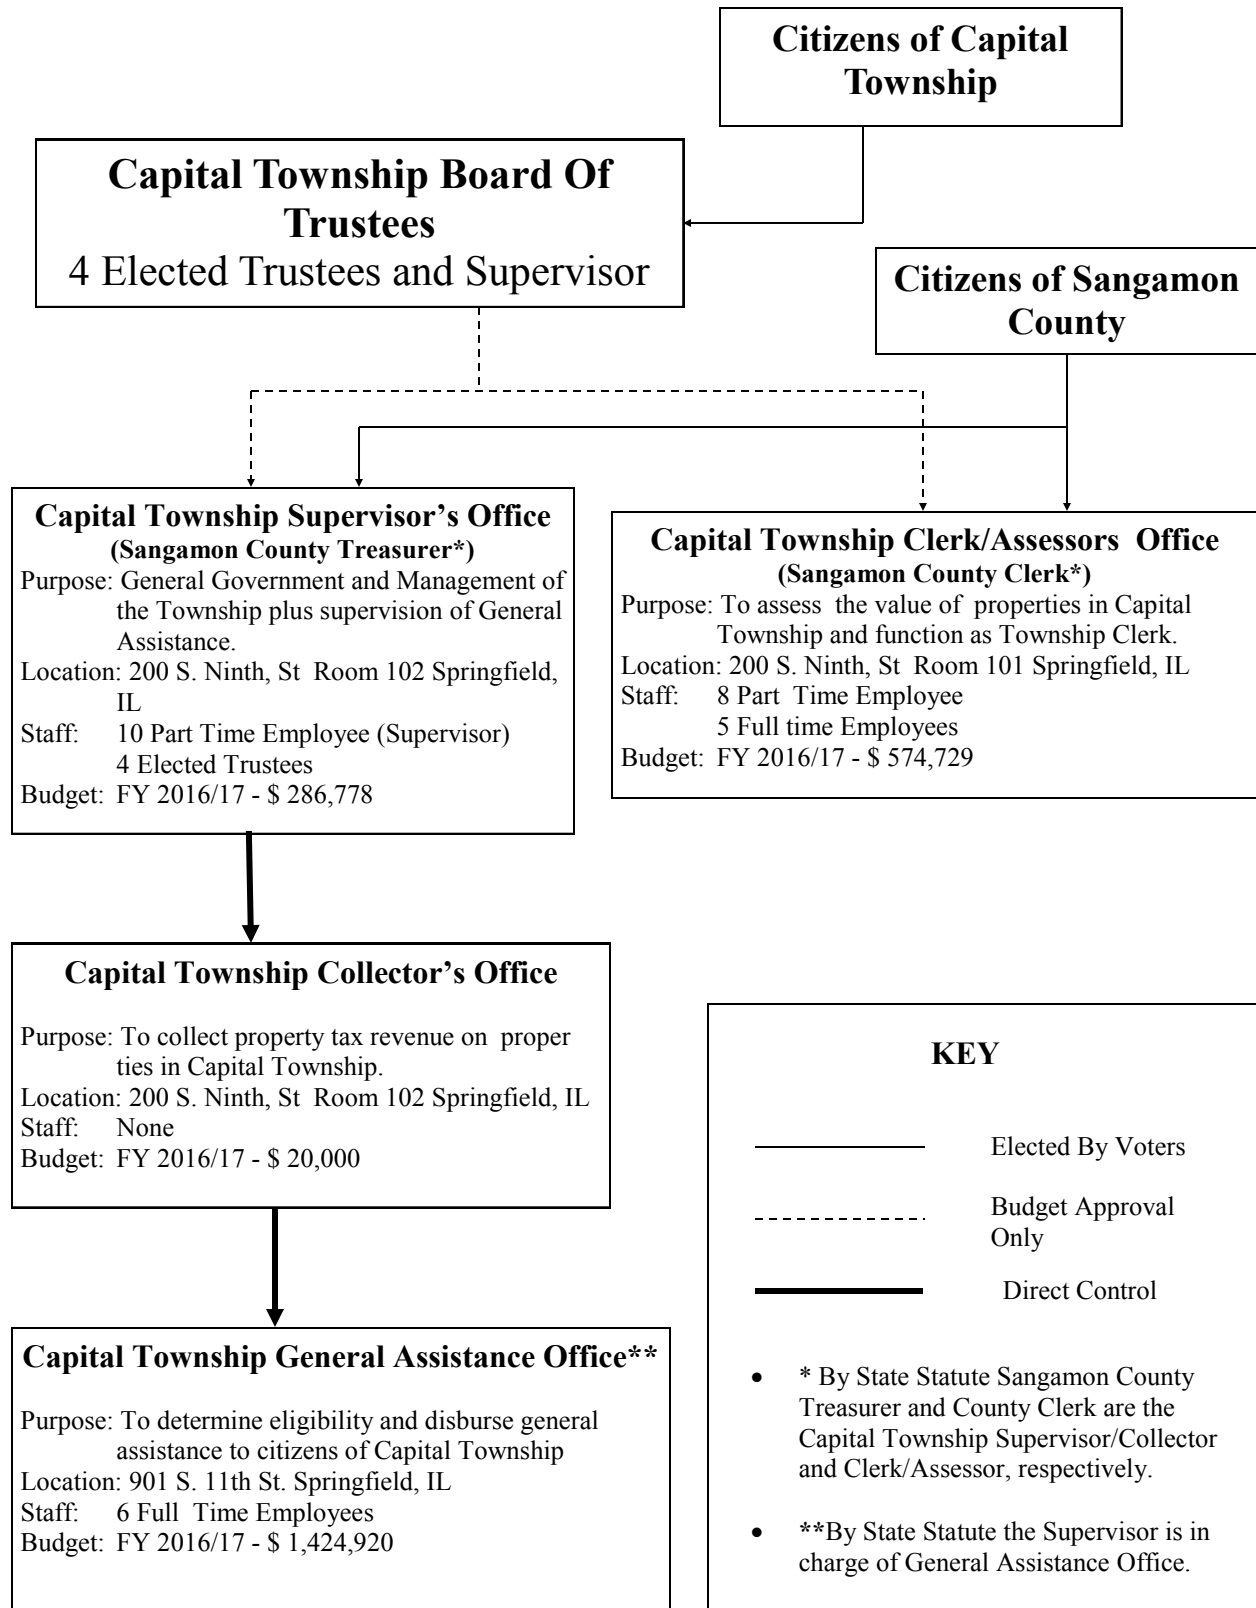 Citizens of Capital
Township
Capital Township Board Of
Trustees
4 Elected Trustees and Supervisor
Citizens of Sangamon
County
Capital Township Supervisor’s Office
(Sangamon County Treasurer*)
Purpose: General Government and Management of
the Township plus supervision of General
Assistance.
Location: 200 S. Ninth, St Room 102 Springfield,
IL
Staff: 10 Part Time Employee (Supervisor)
4 Elected Trustees
Budget: FY 2016/17 - $ 286,778
Capital Township Clerk/Assessors Office
(Sangamon County Clerk*)
Purpose: To assess the value of properties in Capital
Township and function as Township Clerk.
Location: 200 S. Ninth, St Room 101 Springfield, IL
Staff: 8 Part Time Employee
5 Full time Employees
Budget: FY 2016/17 - $ 574,729
Capital Township Collector’s Office
Purpose: To collect property tax revenue on proper
ties in Capital Township.
Location: 200 S. Ninth, St Room 102 Springfield, IL
Staff: None
Budget: FY 2016/17 - $ 20,000
Capital Township General Assistance Office**
Purpose: To determine eligibility and disburse general
assistance to citizens of Capital Township
Location: 901 S. 11th St. Springfield, IL
Staff: 6 Full Time Employees
Budget: FY 2016/17 - $ 1,424,920
KEY
Elected By Voters
Budget Approval
Only
Direct Control
• * By State Statute Sangamon County
Treasurer and County Clerk are the
Capital Township Supervisor/Collector
and Clerk/Assessor, respectively.
• **By State Statute the Supervisor is in
charge of General Assistance Office.